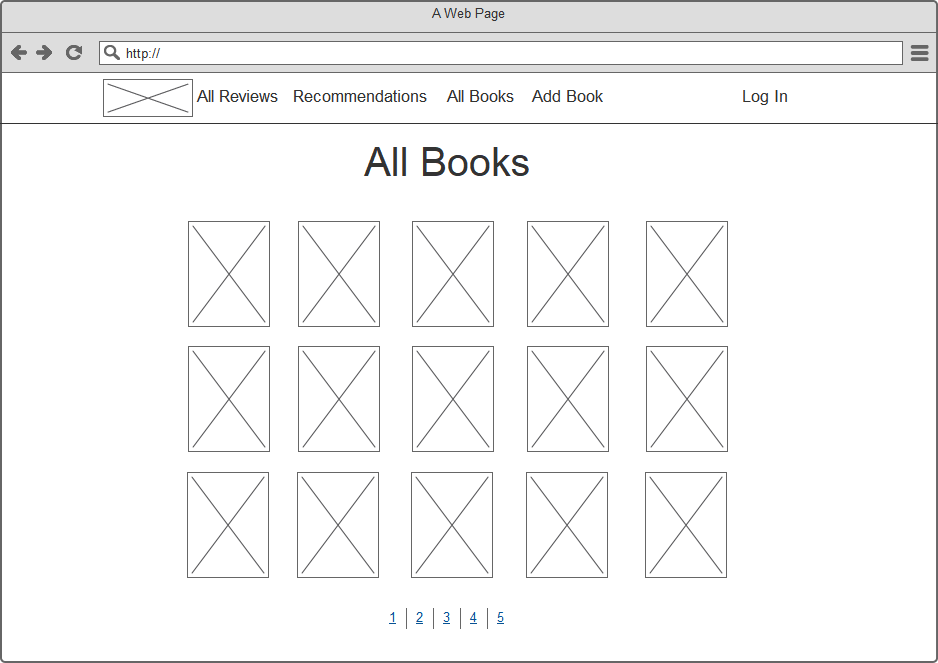 A Web Page
http://
All Reviews Recommendations All Books Add Book Log In
All Books
1 2 3 4 5